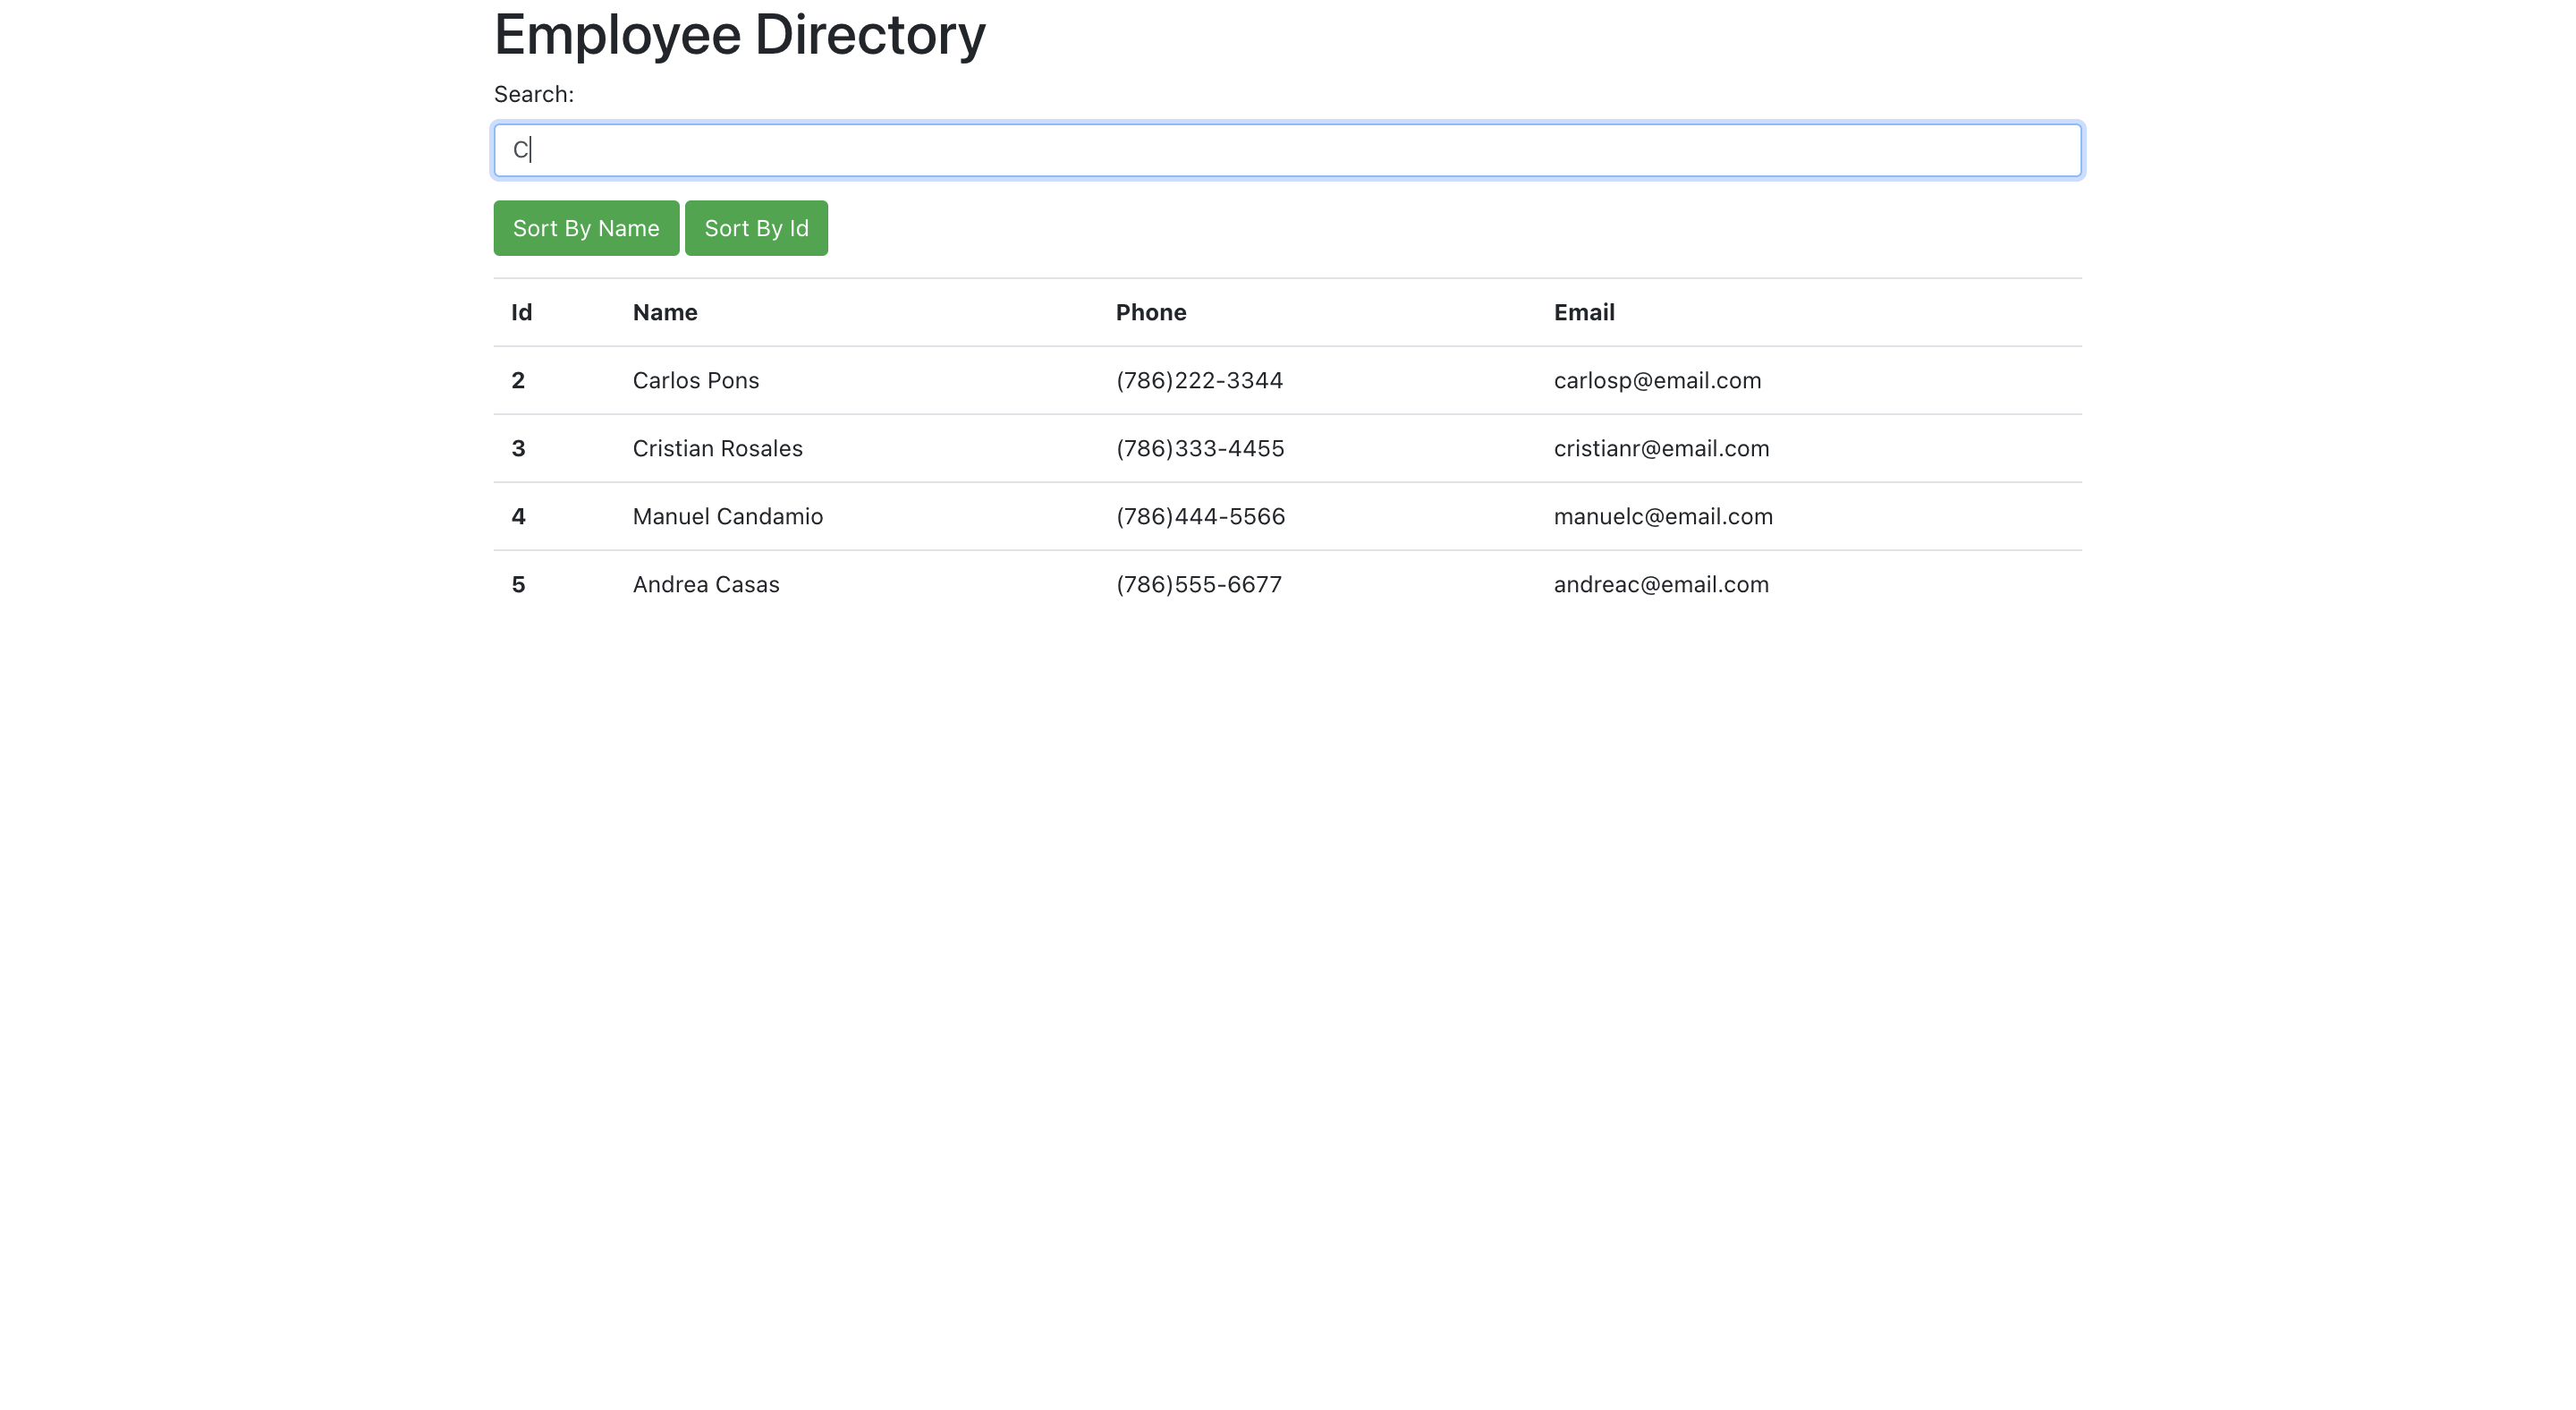 Employee Directory
Search:
C
Sort By Name Sort By Id
Id Name Phone Email
2 Carlos Pons (786)222-3344 carlosp@email.com
3 Cristian Rosales (786)333-4455 cristianr@email.com
4 Manuel Candamio (786)444-5566 manuelc@email.com
5 Andrea Casas (786)555-6677 andreac@email.com